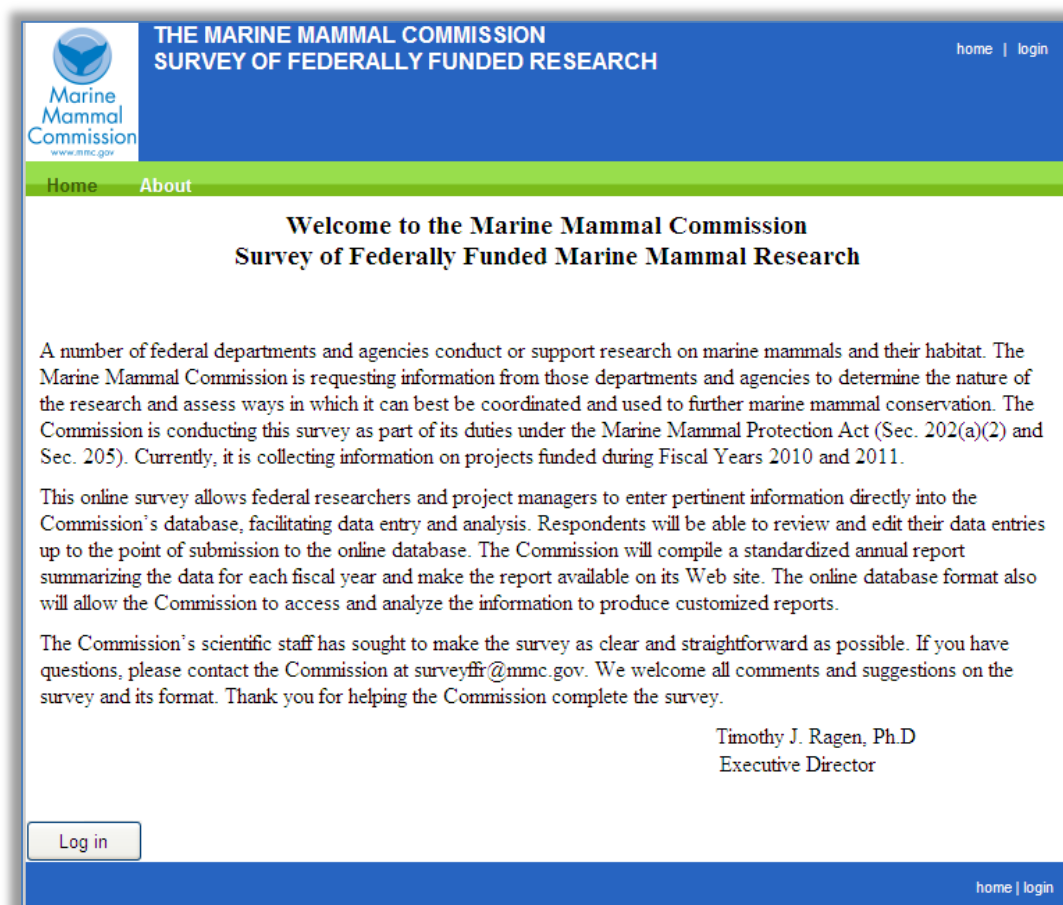 THE MARINE MAMMAL COMMISSION
SURVEY OF FEDERALLY FUNDED RESEARCH
home | login
Marine
Mammal
Commission
www.mmc.gov
Home About
Welcome to the Marine Mammal Commission
Survey of Federally Funded Marine Mammal Research
A number of federal departments and agencies conduct or support research on marine mammals and their habitat. The
Marine Mammal Commission is requesting information from those departments and agencies to determine the nature of
the research and assess ways in which it can best be coordinated and used to further marine mammal conservation. The
Commission is conducting this survey as part of its duties under the Marine Mammal Protection Act (Sec. 202(a)(2) and
Sec. 205). Currently, it is collecting information on projects funded during Fiscal Years 2010 and 2011.
This online survey allows federal researchers and project managers to enter pertinent information directly into the
Commission's database, facilitating data entry and analysis. Respondents will be able to review and edit their data entries
up to the point of submission to the online database. The Commission will compile a standardized annual report
summarizing the data for each fiscal year and make the report available on its Web site. The online database format also
will allow the Commission to access and analyze the information to produce customized reports.
The Commission's scientific staff has sought to make the survey as clear and straightforward as possible. If you have
questions, please contact the Commission at surveyffr@mmc.gov. We welcome all comments and suggestions on the
survey and its format. Thank you for helping the Commission complete the survey.
Timothy J. Ragen, Ph.D
Executive Director
Log in
home | login